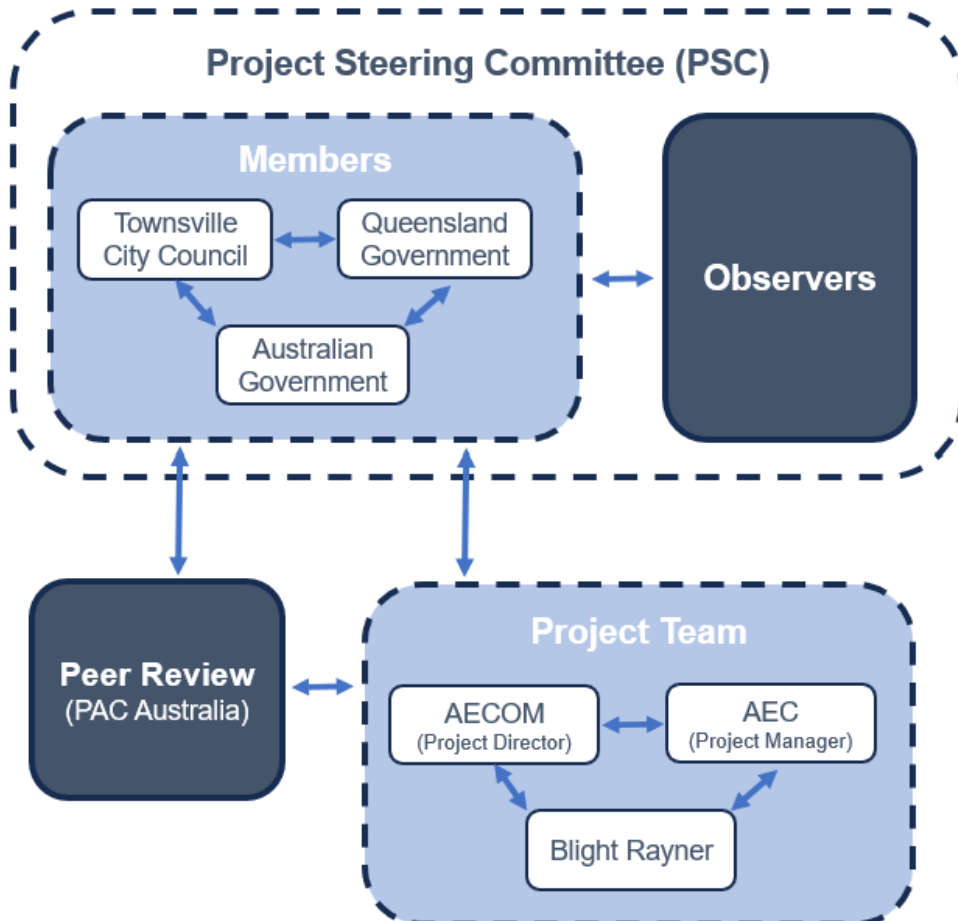 Project Steering Committee (PSC)
Members
Townsville
City Council
Queensland
Government
Australian
Government
Observers
Peer Review
(PAC Australia)
Project Team
AECOM
(Project Director)
AEC
(Project Manager)
Blight Rayner